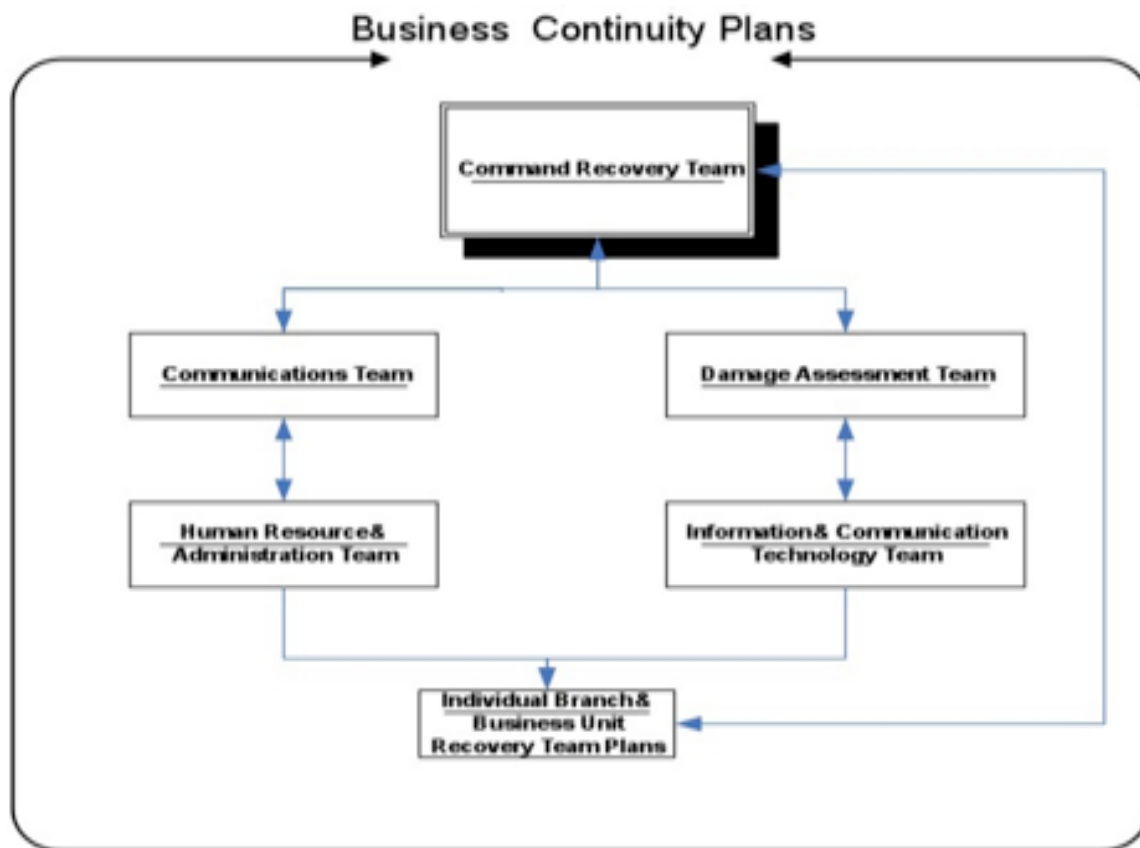 Business Continuity Plans
Command Recovery Team
Communications Team
Damage Assessment Team
Human Resource&
Administration Team
Information& Communication
Technology Team
Individual Branch&
Business Unit
Recovery Team Plans